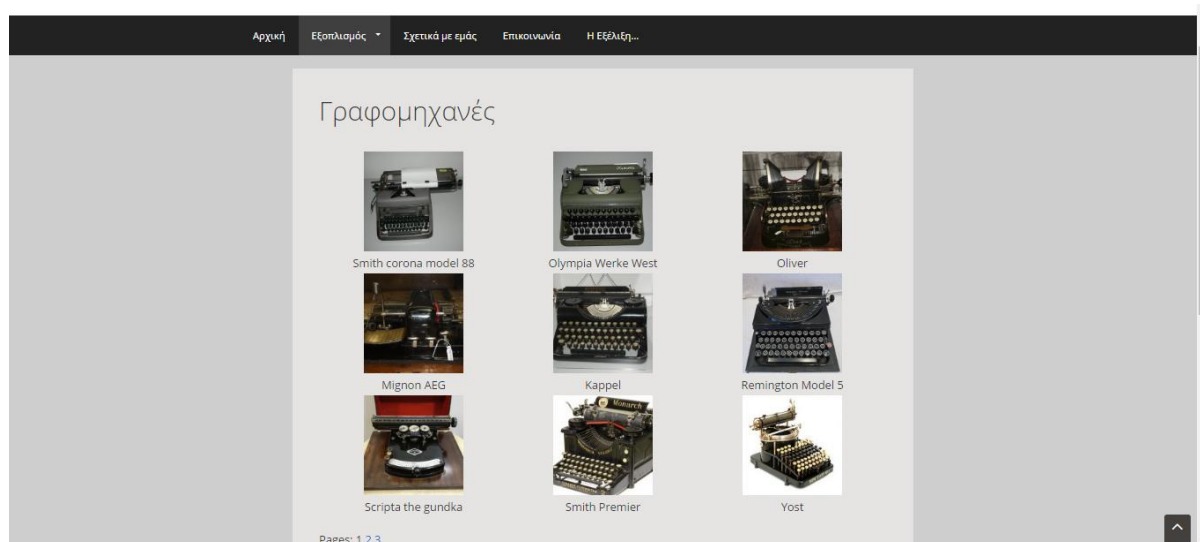 Αρχική Εξοπλισμός Σχετικά με εμάς Επικοινωνία Η Εξέλιξη...
Γραφομηχανές
Smith corona model 88 Olympia Werke West Oliver
Mignon AEG Kappel Remington Model 5
Monarch
Scripta the gundka Smith Premier Yost
Pages: 1 2 3